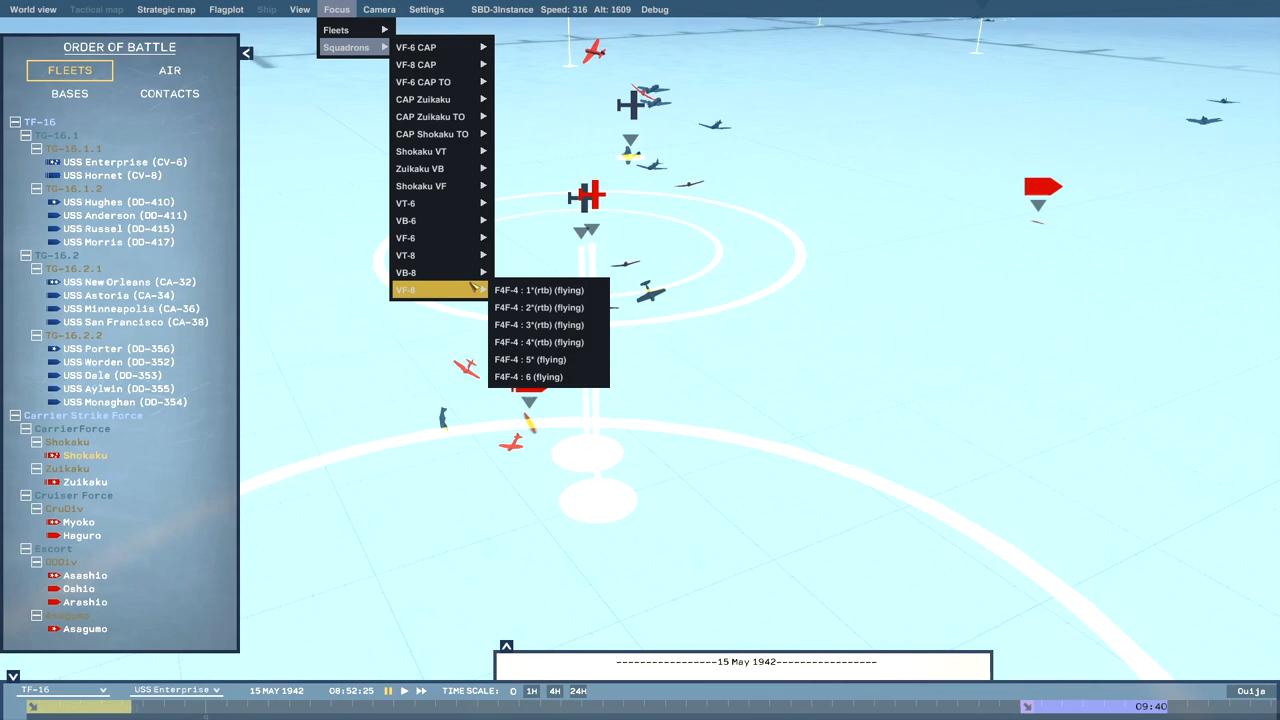 World view Tactical map Strategic map Flagplot Ship View Focus Camera Settings SBD-3Instance Speed: 316 Alt: 1609 Debug
Fleets
Squadrons
VF-6 CAP
VF-8 CAP
VF-6 CAP TO
CAP Zuikaku
CAP Zuikaku TO
CAP Shokaku TO
Shokaku VT
Zuikaku VB
Shokaku VF
VT-6
VB-6
VF-6
VT-8
VB-8
VF-8
F4F-4 : 1*(rtb) (flying)
F4F-4 : 2*(rtb) (flying)
F4F-4 : 3*(rtb) (flying)
F4F-4 : 4*(rtb) (flying)
F4F-4 : 5* (flying)
F4F-4 : 6 (flying)
ORDER OF BATTLE
FLEETS AIR
BASES CONTACTS
TF-16
TG-16.1
TG-16.1.1
USS Enterprise (CV-6)
USS Hornet (CV-8)
TG-16.1.2
USS Hughes (DD-410)
USS Anderson (DD-411)
USS Russel (DD-415)
USS Morris (DD-417)
TG-16.2
TG-16.2.1
USS New Orleans (CA-32)
USS Astoria (CA-34)
USS Minneapolis (CA-36)
USS San Francisco (CA-38)
TG-16.2.2
USS Porter (DD-356)
USS Worden (DD-352)
USS Dale (DD-353)
USS Aylwin (DD-355)
USS Monaghan (DD-354)
Carrier Strike Force
CarrierForce
Shokaku
Shokaku
Zuikaku
Zuikaku
Cruiser Force
CruDiv
Myoko
Haguro
Escort
DDDiv
Asashio
Oshio
Arashio
Asagumo
Asagumo
-----------------15 May 1942-----------------
TF-16 USS Enterprise 15 MAY 1942 08:52:25 TIME SCALE: 0 1H 4H 24H Ouija
09:40